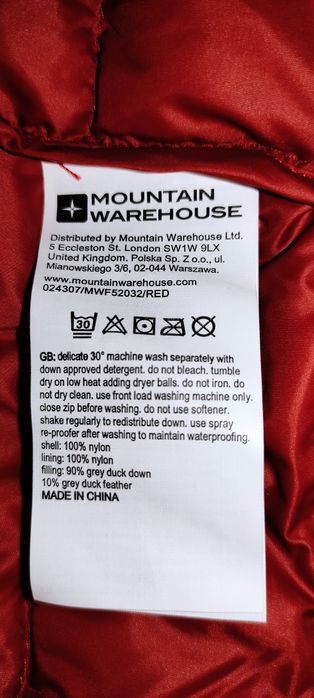 MOUNTAIN
WAREHOUSE
Distributed by Mountain Warehouse Ltd.
5 Eccleston St. London SW1W 9LX
United Kingdom. Polska Sp. Z o.o., ul.
Mianowskiego 3/6, 02-044 Warszawa.
www.mountainwarehouse.com
024307/MWF52032/RED
30
GB: delicate 30° machine wash separately with
down approved detergent. do not bleach. tumble
dry on low heat adding dryer balls. do not iron. do
not dry clean. use front load washing machine only.
close zip before washing. do not use softener.
shake regularly to redistribute down. use spray
re-proofer after washing to maintain waterproofing.
shell: 100% nylon
lining: 100% nylon
filling: 90% grey duck down
10% grey duck feather
MADE IN CHINA